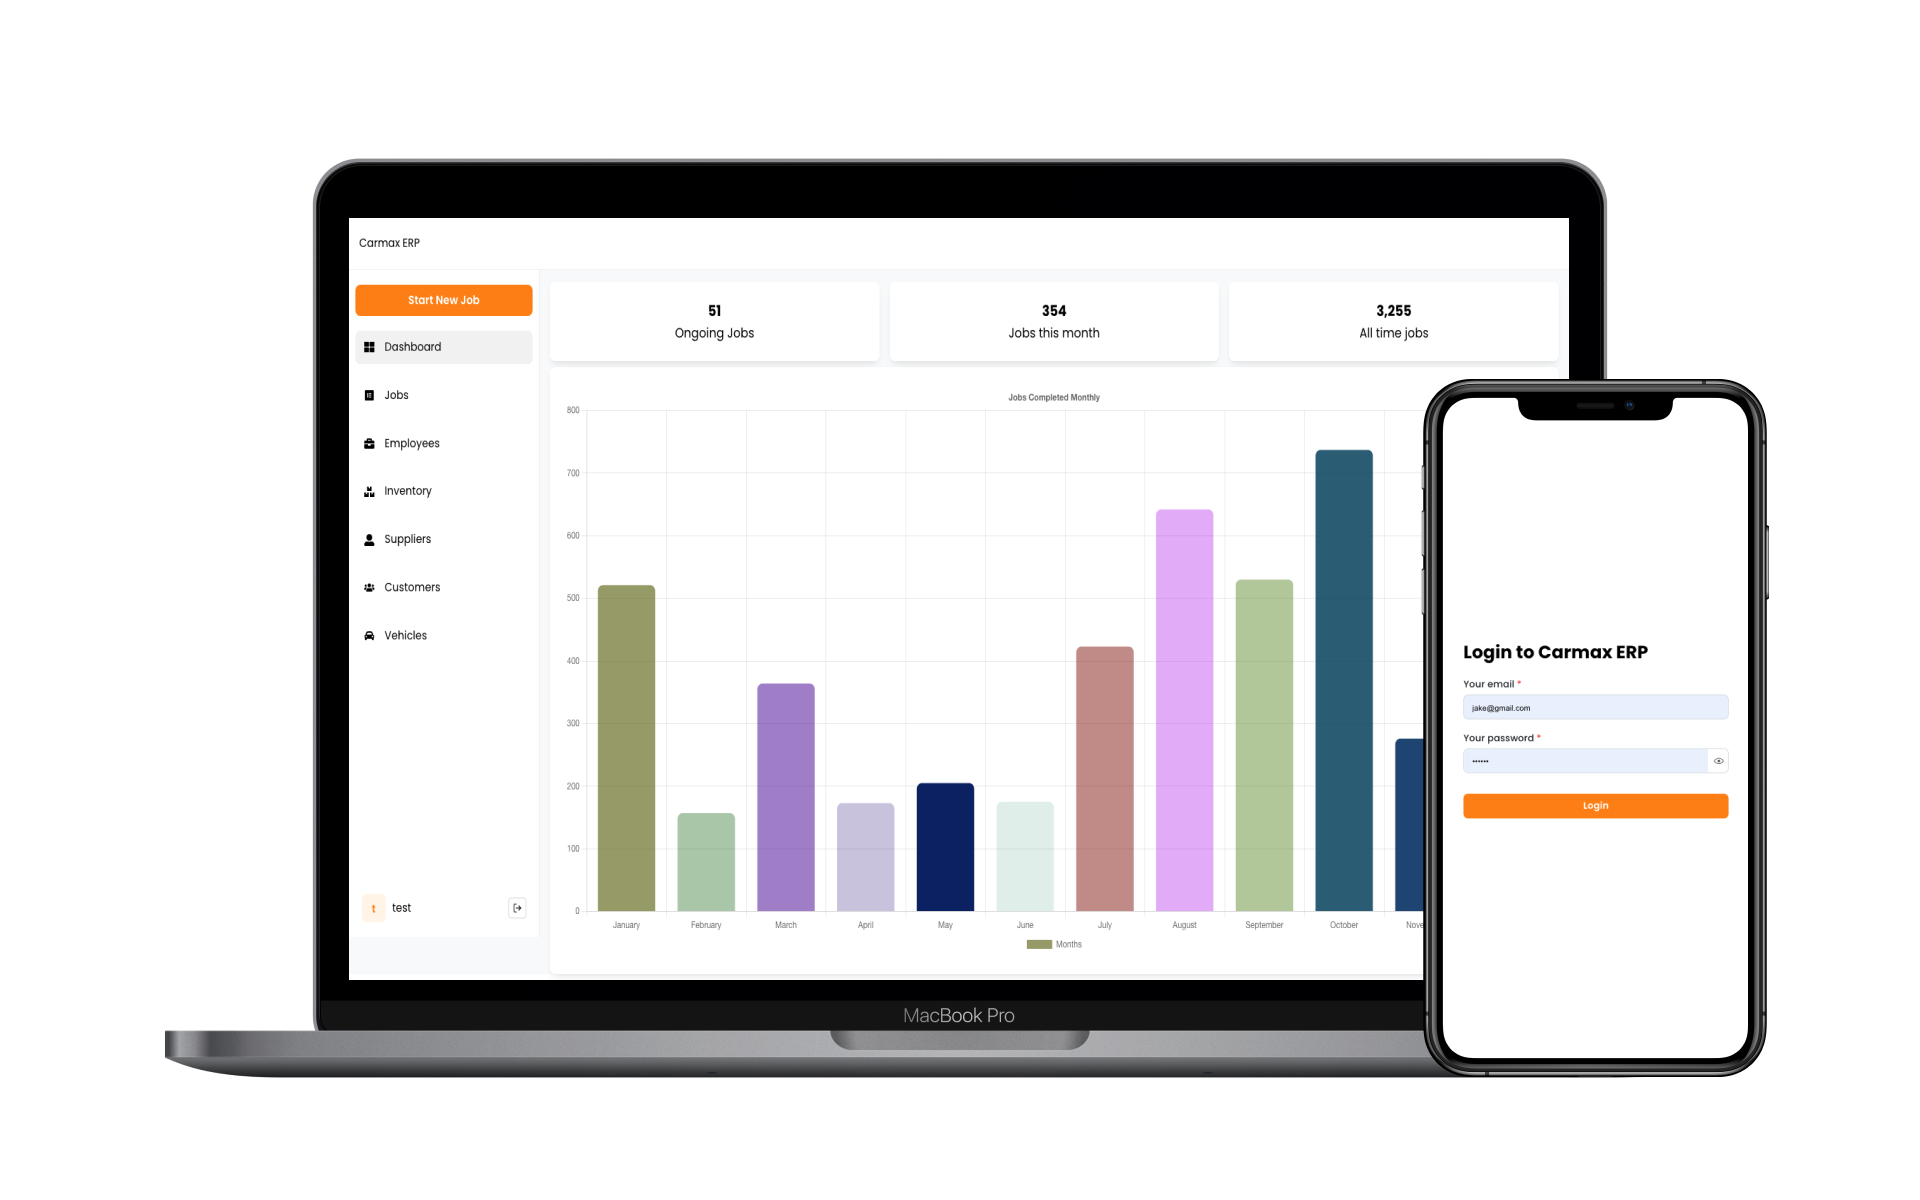 Carmax ERP
Start New Job
Dashboard
Jobs
Employees
Inventory
Suppliers
Customers
Vehicles
t
test
51
Ongoing Jobs
354
Jobs this month
3,255
All time jobs
Jobs Completed Monthly
800
700
600
500
400
300
200
100
0
January February March April May June July August September October Nove
Months
MacBook Pro
Login to Carmax ERP
Your email *
jake@gmail.com
Your password *
••••••
Login